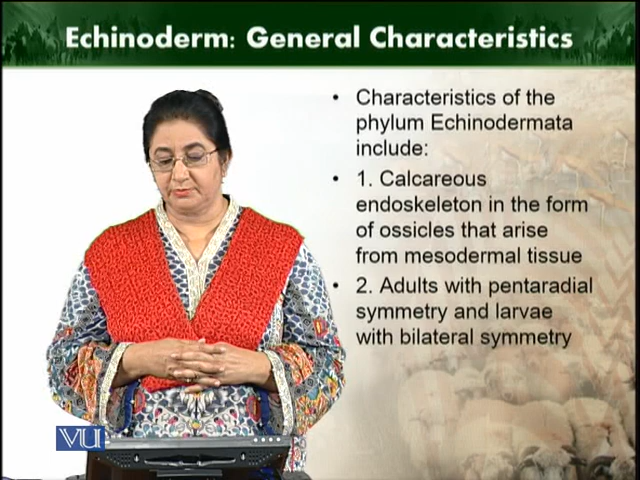 Echinoderm: General Characteristics
• Characteristics of the
phylum Echinodermata
include:
• 1. Calcareous
endoskeleton in the form
of ossicles that arise
from mesodermal tissue
• 2. Adults with pentaradial
symmetry and larvae
with bilateral symmetry
VU